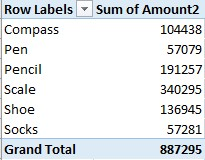 Row Labels Sum of Amount2
Compass 104438
Pen 57079
Pencil 191257
Scale 340295
Shoe 136945
Socks 57281
Grand Total 887295